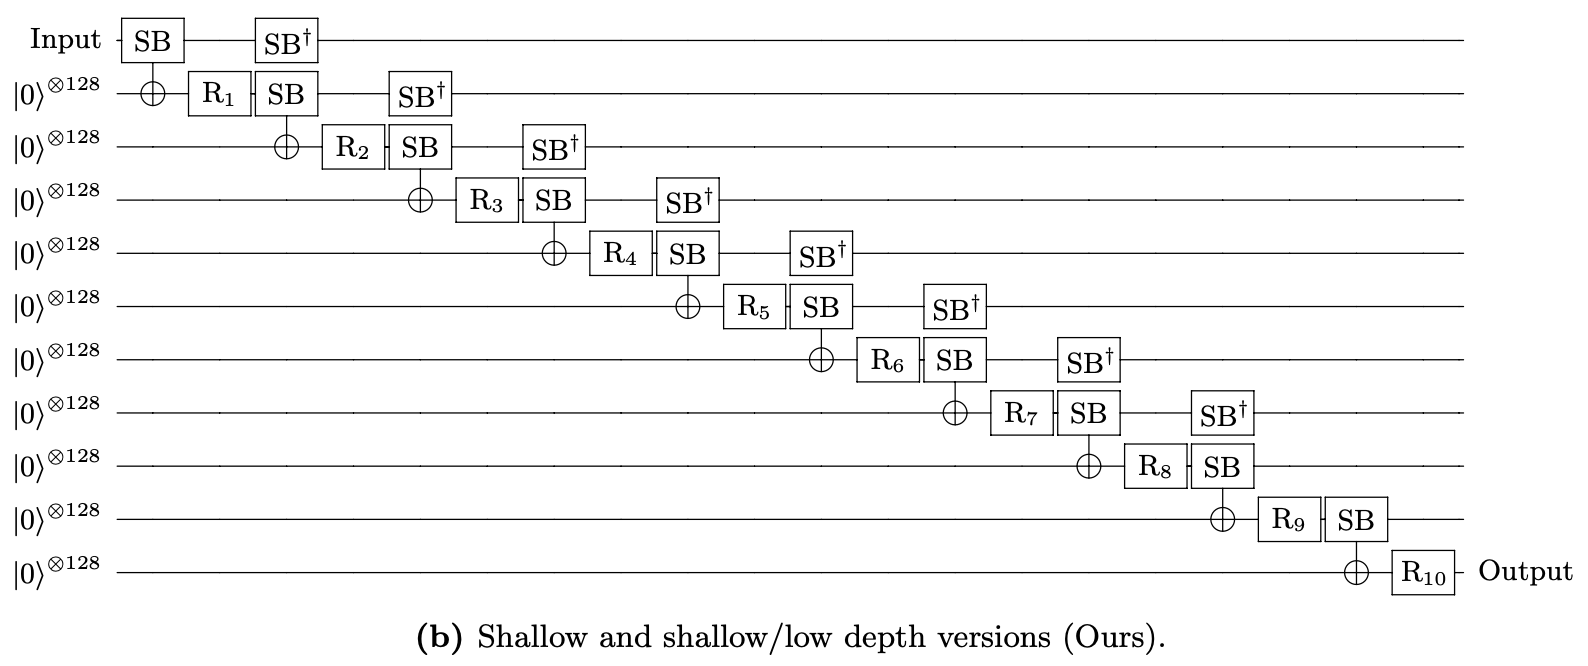 Input SB SB†
|0⟩⊗128 R1 SB SB†
|0⟩⊗128 R2 SB SB†
|0⟩⊗128 R3 SB SB†
|0⟩⊗128 R4 SB SB†
|0⟩⊗128 R5 SB SB†
|0⟩⊗128 R6 SB SB†
|0⟩⊗128 R7 SB SB†
|0⟩⊗128 R8 SB
|0⟩⊗128 R9 SB
|0⟩⊗128 R10 Output
(b) Shallow and shallow/low depth versions (Ours).